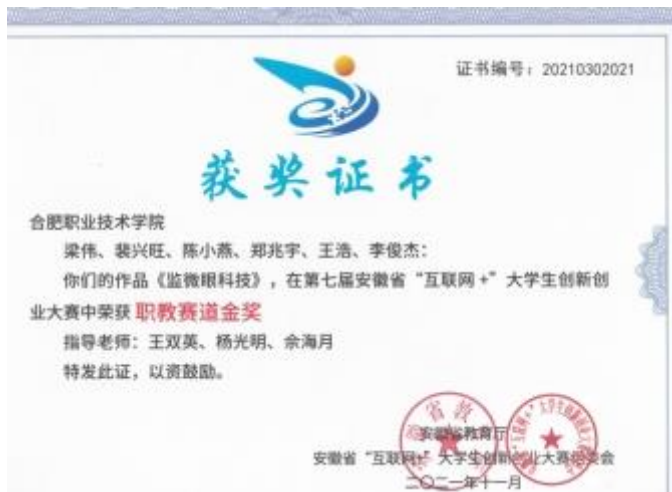 证书编号：20210302021
获奖证书
合肥职业技术学院
梁伟、裴兴旺、陈小燕、郑兆宇、王浩、李俊杰：
你们的作品《监微眼科技》，在第七届安徽省“互联网+”大学生创新创
业大赛中荣获 职教赛道金奖
指导老师：王双英、杨光明、余海月
特发此证，以资鼓励。
安徽省教育厅
安徽省“互联网+”大学生创新创业大赛组委会
二〇二一年十一月